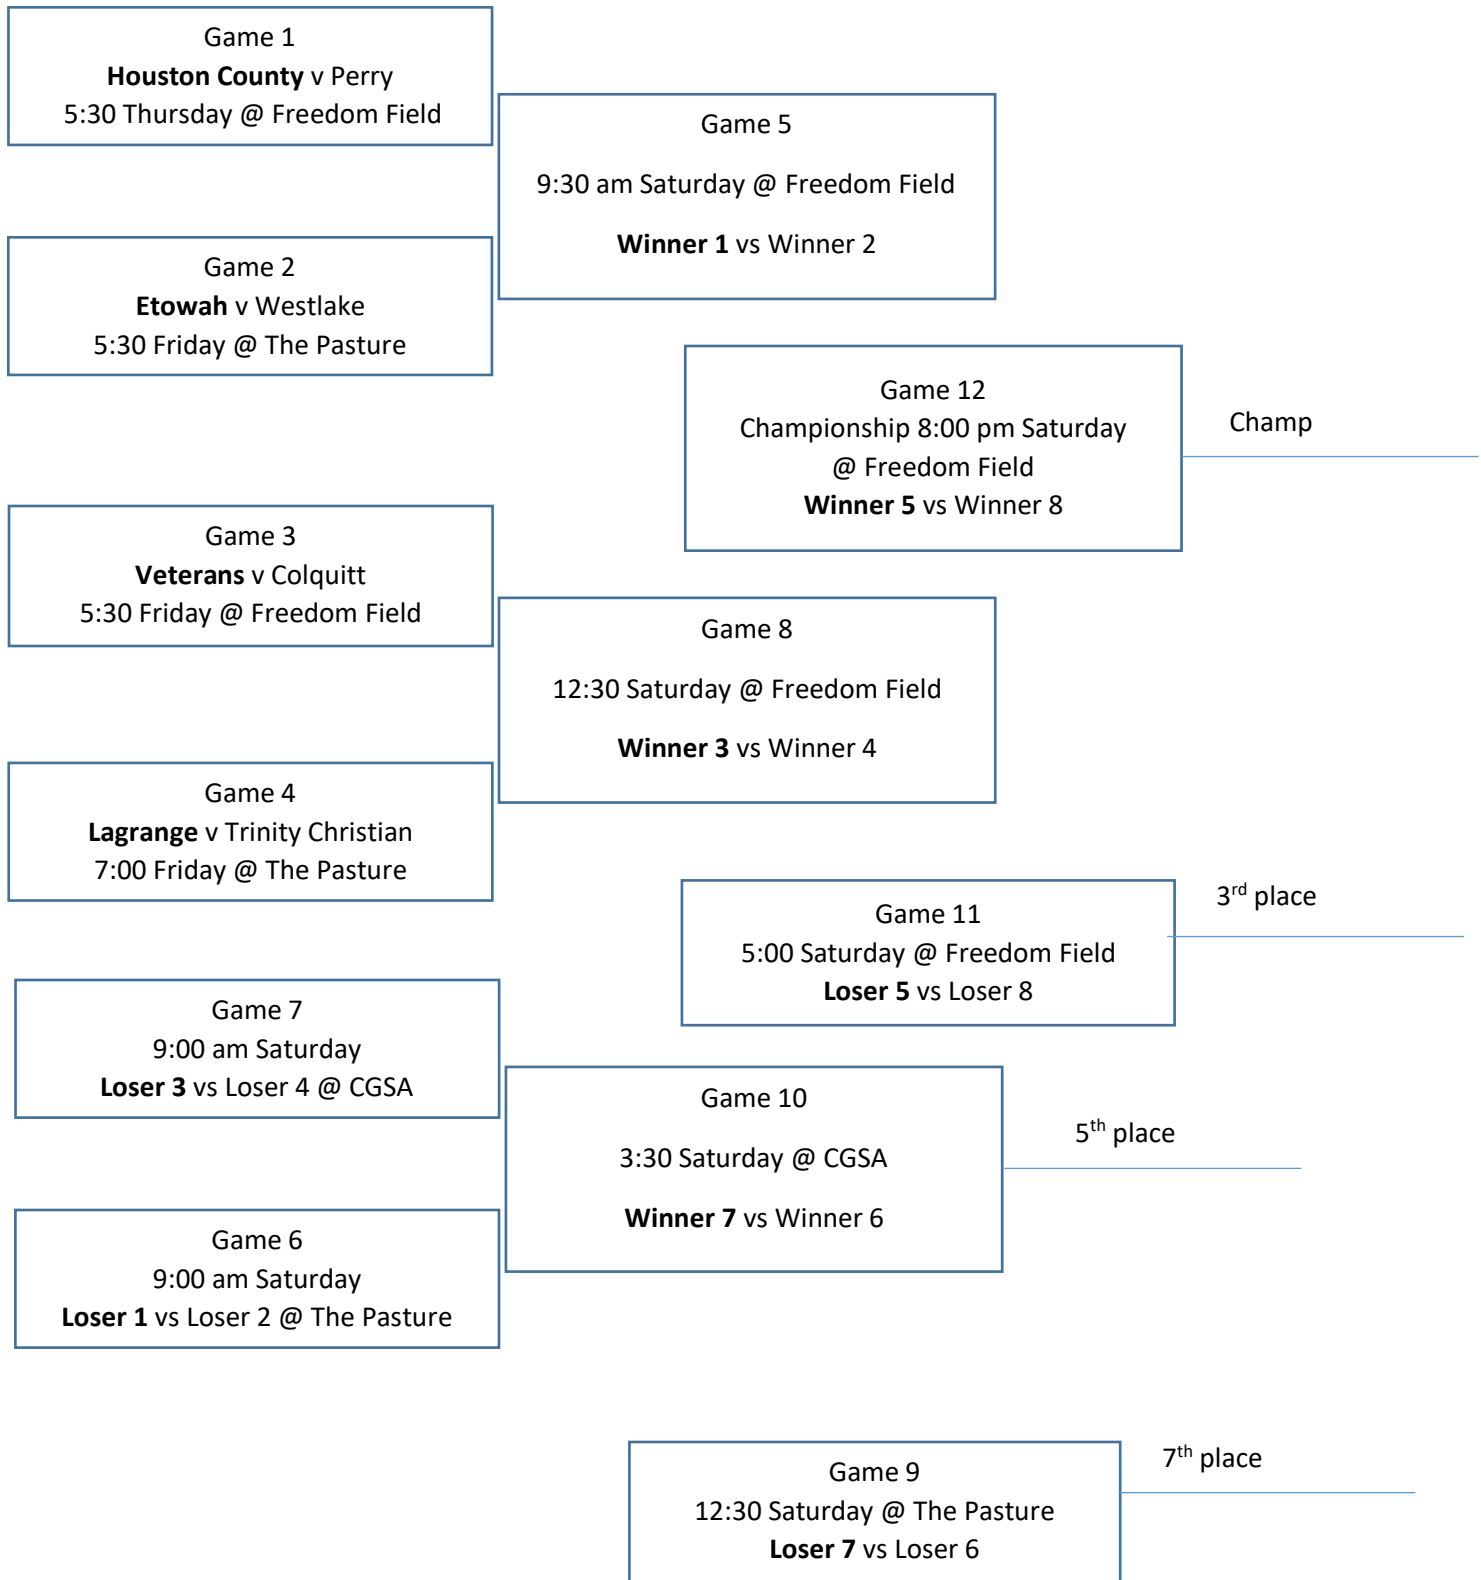 Game 1
Houston County v Perry
5:30 Thursday @ Freedom Field
Game 5
9:30 am Saturday @ Freedom Field
Winner 1 vs Winner 2
Game 2
Etowah v Westlake
5:30 Friday @ The Pasture
Game 12
Championship 8:00 pm Saturday
@ Freedom Field
Winner 5 vs Winner 8
Champ
Game 3
Veterans v Colquitt
5:30 Friday @ Freedom Field
Game 8
12:30 Saturday @ Freedom Field
Winner 3 vs Winner 4
Game 4
Lagrange v Trinity Christian
7:00 Friday @ The Pasture
Game 11
5:00 Saturday @ Freedom Field
Loser 5 vs Loser 8
3rd place
Game 7
9:00 am Saturday
Loser 3 vs Loser 4 @ CGSA
Game 10
3:30 Saturday @ CGSA
Winner 7 vs Winner 6
5th place
Game 6
9:00 am Saturday
Loser 1 vs Loser 2 @ The Pasture
Game 9
12:30 Saturday @ The Pasture
Loser 7 vs Loser 6
7th place